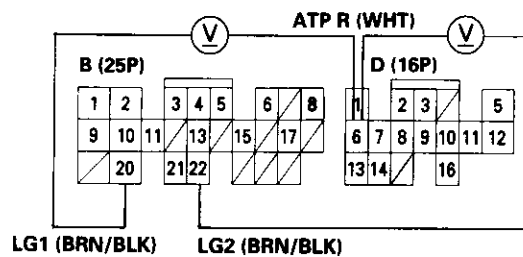 V ATP R (WHT) V
B (25P) D (16P)
1 2 3 4 5 6 8 1 2 3 5
9 10 11 13 15 17 6 7 8 9 10 11 12
20 21 22 13 14 16
LG1 (BRN/BLK) LG2 (BRN/BLK)